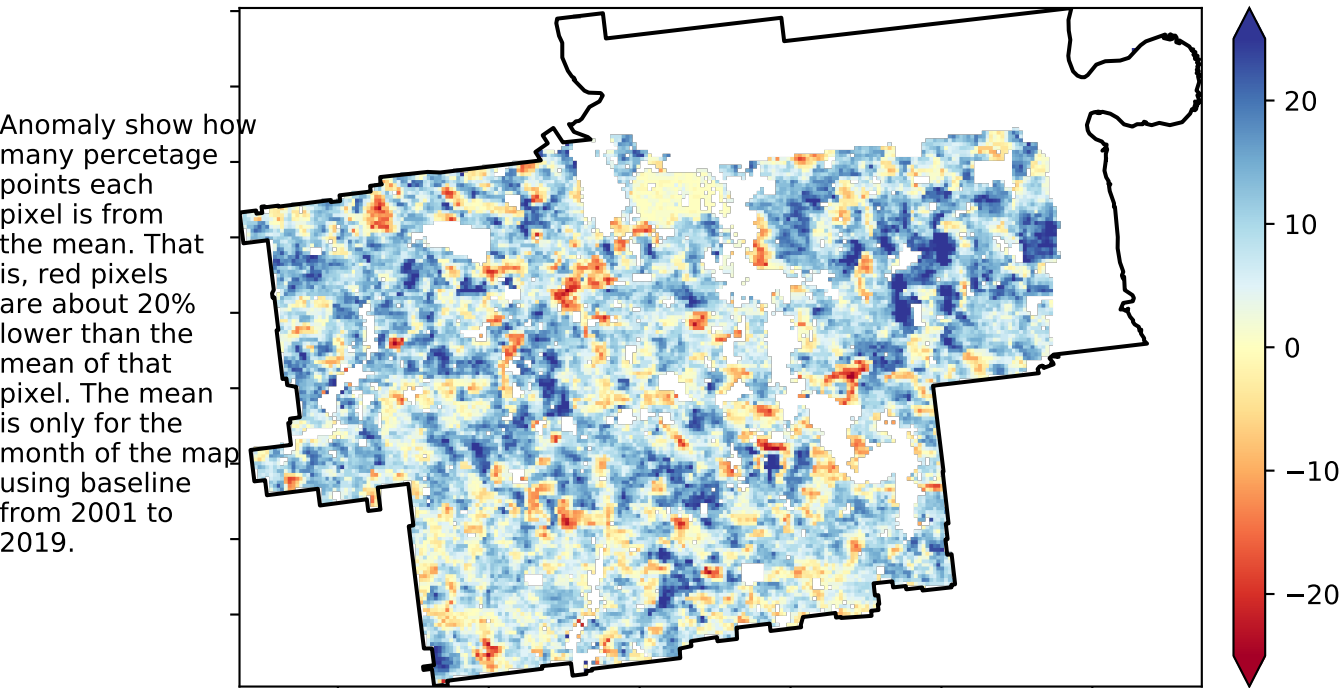 Anomaly show how
many percetage
points each
pixel is from
the mean. That
is, red pixels
are about 20%
lower than the
mean of that
pixel. The mean
is only for the
month of the map
using baseline
from 2001 to
2019.
20
10
0
−10
−20